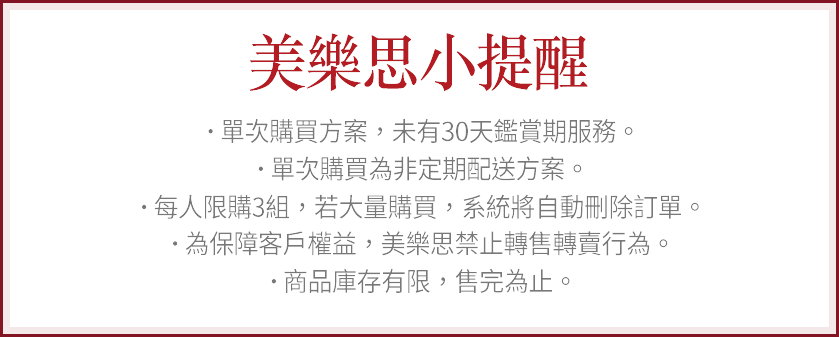 美樂思小提醒
・單次購買方案，未有30天鑑賞期服務。
・單次購買為非定期配送方案。
・每人限購3組，若大量購買，系統將自動刪除訂單。
・為保障客戶權益，美樂思禁止轉售轉賣行為。
・商品庫存有限，售完為止。